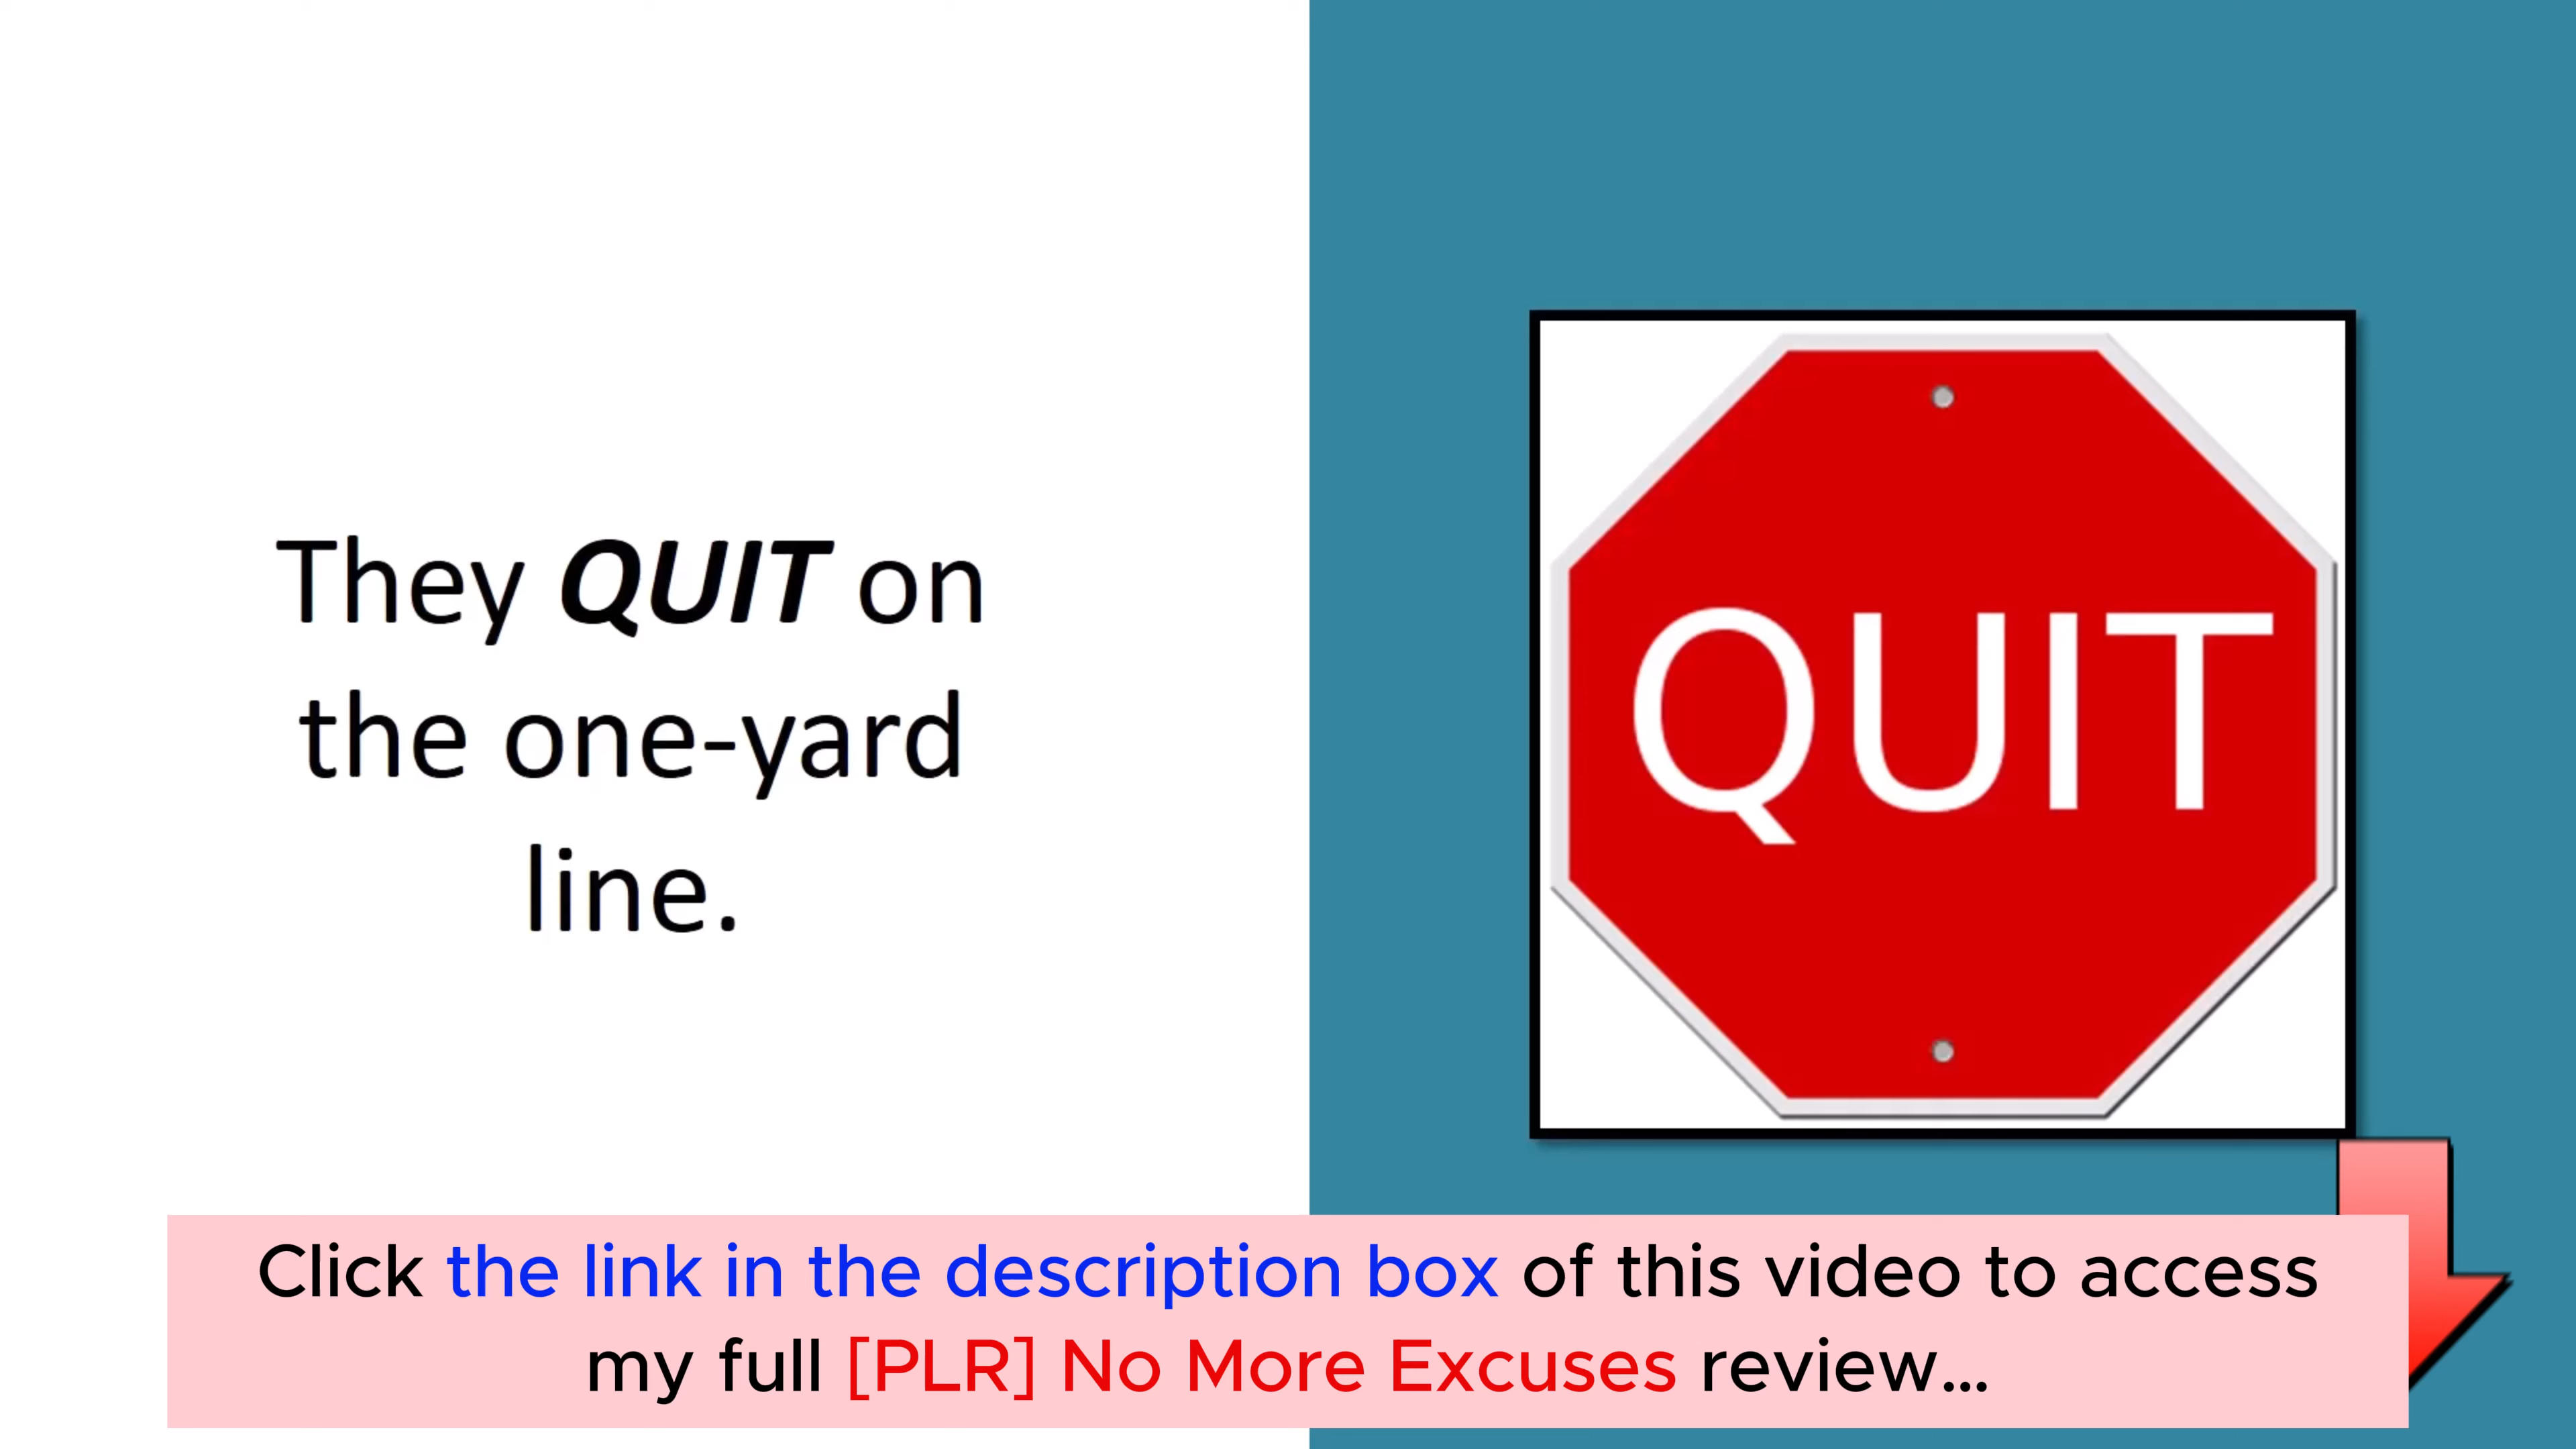 They QUIT on
the one-yard
line.
QUIT
Click the link in the description box of this video to access
my full [PLR] No More Excuses review...